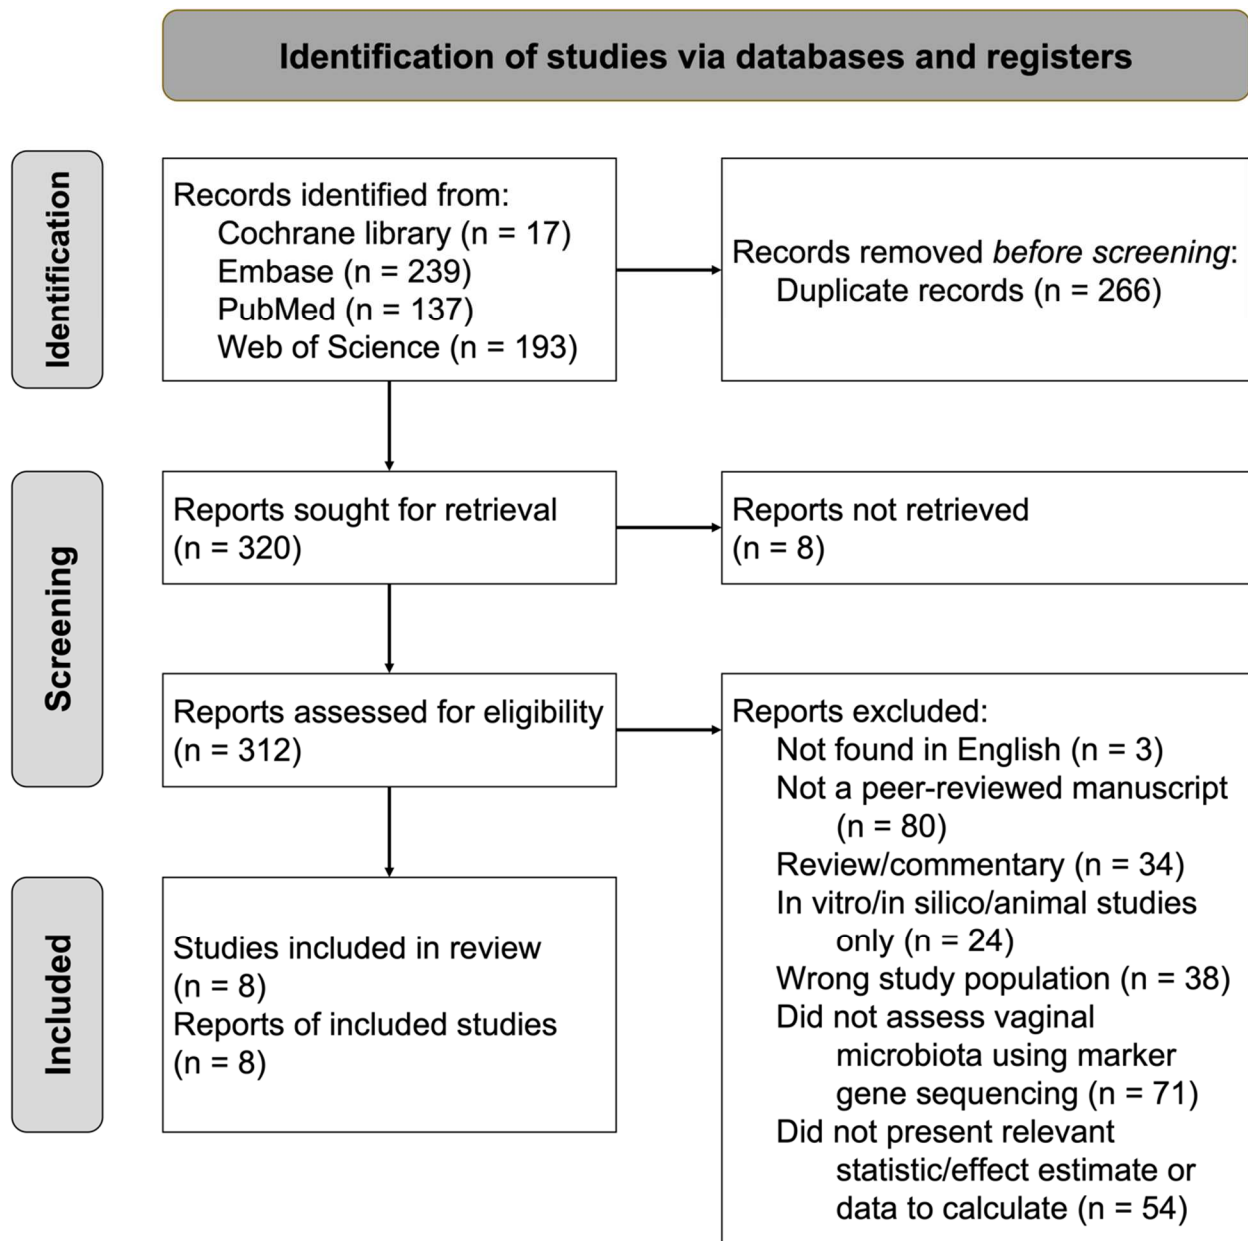 Identification of studies via databases and registers
Identification
Records identified from:
Cochrane library (n = 17)
Embase (n = 239)
PubMed (n = 137)
Web of Science (n = 193)
Records removed before screening:
Duplicate records (n = 266)
Screening
Reports sought for retrieval
(n = 320)
Reports not retrieved
(n = 8)
Reports assessed for eligibility
(n = 312)
Reports excluded:
Not found in English (n = 3)
Not a peer-reviewed manuscript
(n = 80)
Review/commentary (n = 34)
In vitro/in silico/animal studies
only (n = 24)
Wrong study population (n = 38)
Did not assess vaginal
microbiota using marker
gene sequencing (n = 71)
Did not present relevant
statistic/effect estimate or
data to calculate (n = 54)
Included
Studies included in review
(n = 8)
Reports of included studies
(n = 8)